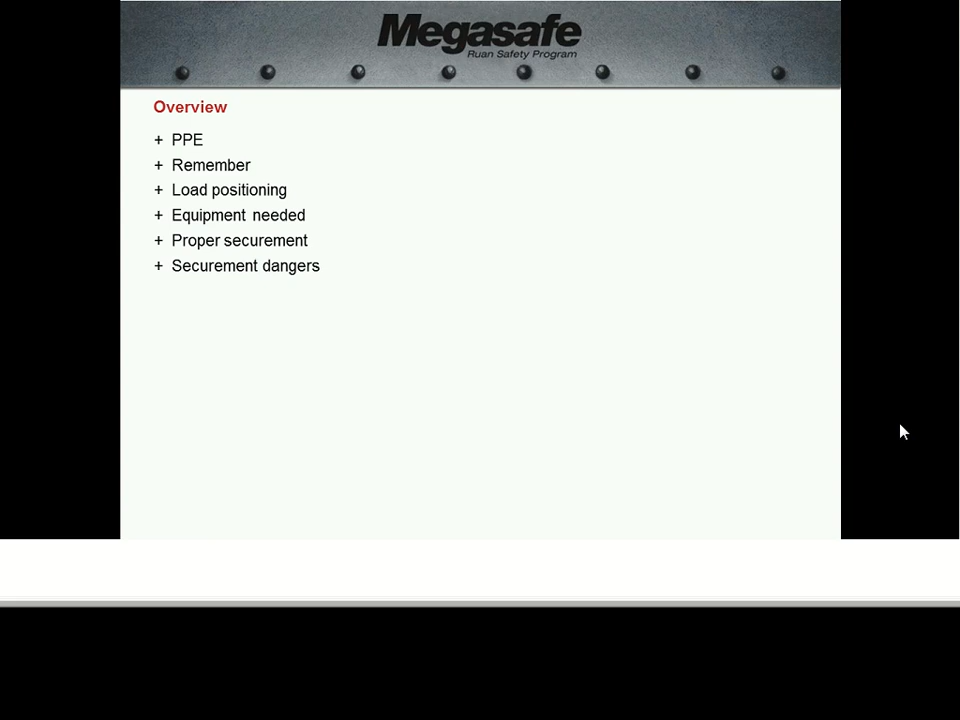 Megasafe
Ruan Safety Program
Overview
+ PPE
+ Remember
+ Load positioning
+ Equipment needed
+ Proper securement
+ Securement dangers